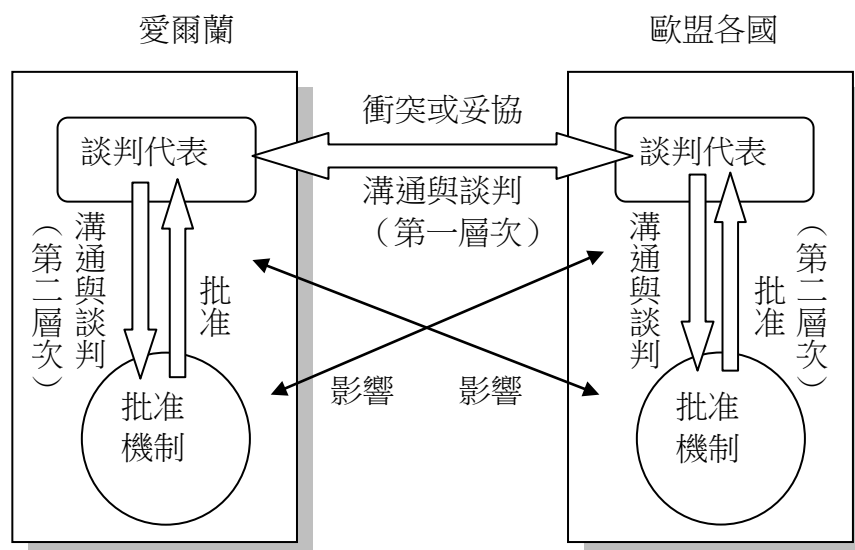 愛爾蘭
歐盟各國
衝突或妥協
談判代表
談判代表
溝通與談判
（第一層次）
（第二層次）
溝通與談判
批准
溝通與談判
批准
（第二層次）
影響
影響
批准
機制
批准
機制